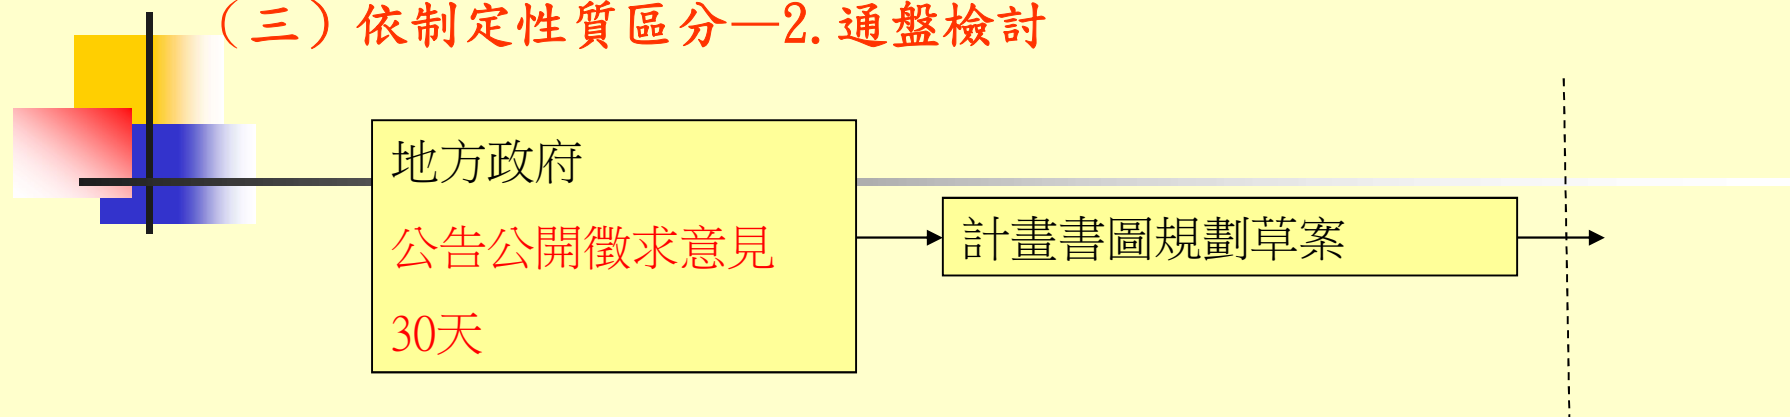 （三）依制定性質區分—2.通盤檢討
地方政府
公告公開徵求意見
30天
計畫書圖規劃草案